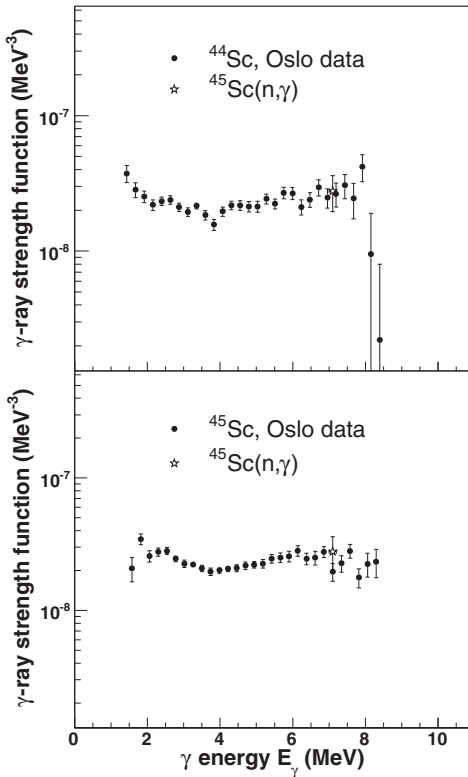 γ-ray strength function (MeV⁻³)
⁴⁴Sc, Oslo data
⁴⁵Sc(n,γ)
10⁻⁷
10⁻⁸
γ-ray strength function (MeV⁻³)
⁴⁵Sc, Oslo data
⁴⁵Sc(n,γ)
10⁻⁷
10⁻⁸
0 2 4 6 8 10
γ energy E_γ (MeV)